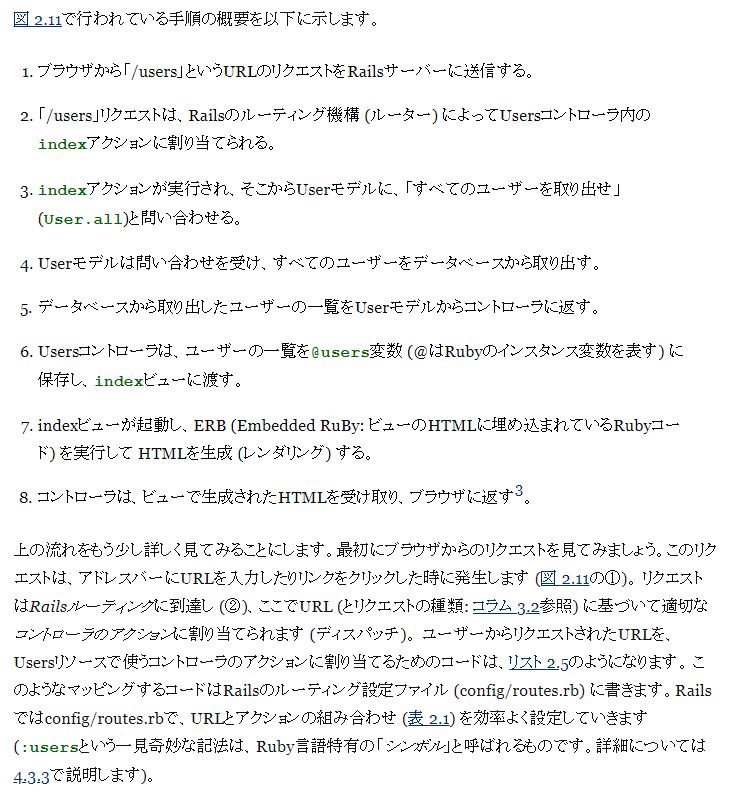 図 2.11で行われている手順の概要を以下に示します。
1. ブラウザから「/users」というURLのリクエストをRailsサーバーに送信する。
2. 「/users」リクエストは、Railsのルーティング機構 (ルーター) によってUsersコントローラ内の
indexアクションに割り当てられる。
3. indexアクションが実行され、そこからUserモデルに、「すべてのユーザーを取り出せ」
(User.all)と問い合わせる。
4. Userモデルは問い合わせを受け、すべてのユーザーをデータベースから取り出す。
5. データベースから取り出したユーザーの一覧をUserモデルからコントローラに返す。
6. Usersコントローラは、ユーザーの一覧を@users変数 (@はRubyのインスタンス変数を表す) に
保存し、indexビューに渡す。
7. indexビューが起動し、ERB (Embedded RuBy: ビューのHTMLに埋め込まれているRubyコー
ド) を実行して HTMLを生成 (レンダリング) する。
8. コントローラは、ビューで生成されたHTMLを受け取り、ブラウザに返す3。
上の流れをもう少し詳しく見てみることにします。最初にブラウザからのリクエストを見てみましょう。このリク
エストは、アドレスバーにURLを入力したりリンクをクリックした時に発生します (図 2.11の①)。リクエスト
はRailsルーティングに到達し (②)、ここでURL (とリクエストの種類: コラム 3.2参照) に基づいて適切な
コントローラのアクションに割り当てられます (ディスパッチ)。ユーザーからリクエストされたURLを、
Usersリソースで使うコントローラのアクションに割り当てるためのコードは、リスト 2.5のようになります。こ
のようなマッピングするコードはRailsのルーティング設定ファイル (config/routes.rb) に書きます。Rails
ではconfig/routes.rbで、URLとアクションの組み合わせ (表 2.1) を効率よく設定していきます
(:usersという一見奇妙な記法は、Ruby言語特有の「シンボル」と呼ばれるものです。詳細については
4.3.3で説明します)。